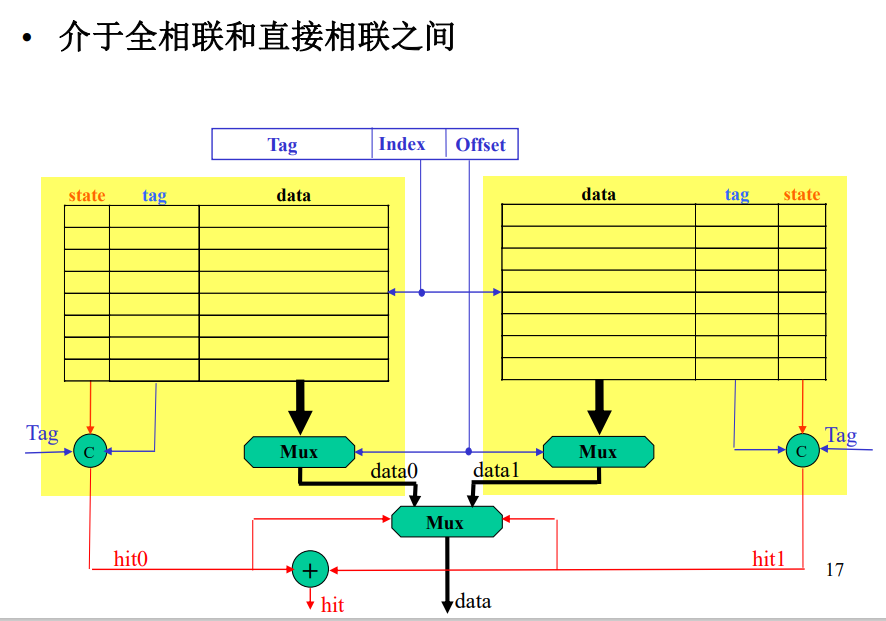 • 介于全相联和直接相联之间
Tag Index Offset
state tag data
data tag state
Tag
C
Mux
Mux
C
Tag
data0
data1
Mux
hit0
+
hit1
17
hit
data